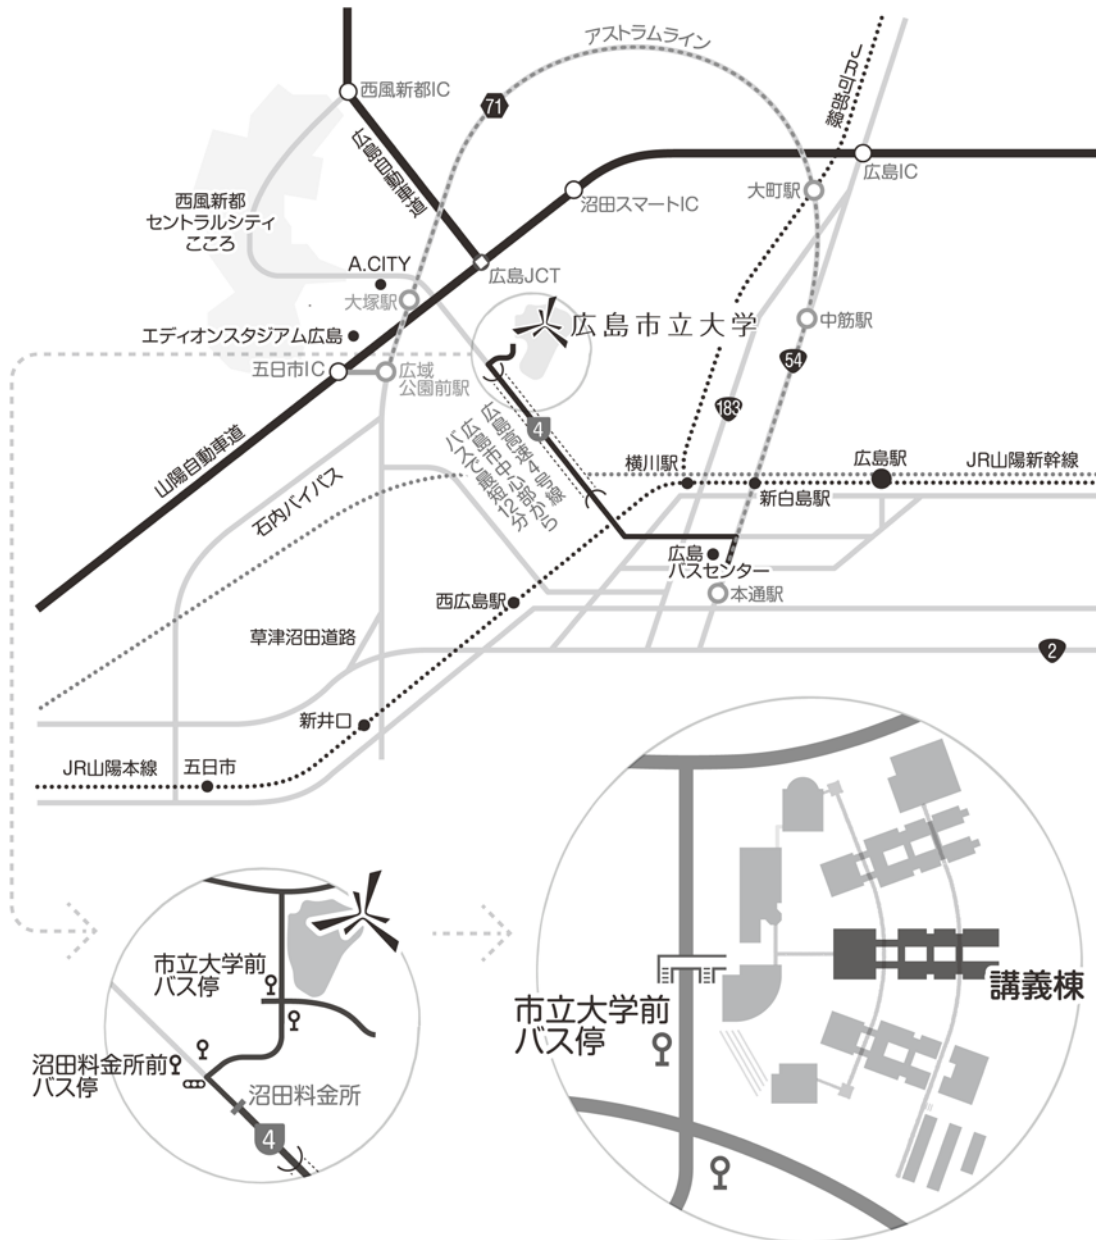 アストラムライン
JR可部線
西風新都IC
71
広島自動車道
広島IC
大町駅
沼田スマートIC
西風新都
セントラルシティ
こころ
A.CITY
広島JCT
大塚駅
広島市立大学
中筋駅
エディオンスタジアム広島
五日市IC
広域
公園前駅
54
183
4
広島高速4号線
広島市中心部から
バスで最短12分
山陽自動車道
石内バイパス
横川駅
広島駅
JR山陽新幹線
新白島駅
広島
バスセンター
本通駅
西広島駅
草津沼田道路
2
新井口
JR山陽本線
五日市
市立大学前
バス停
沼田料金所前
バス停
沼田料金所
4
市立大学前
バス停
講義棟